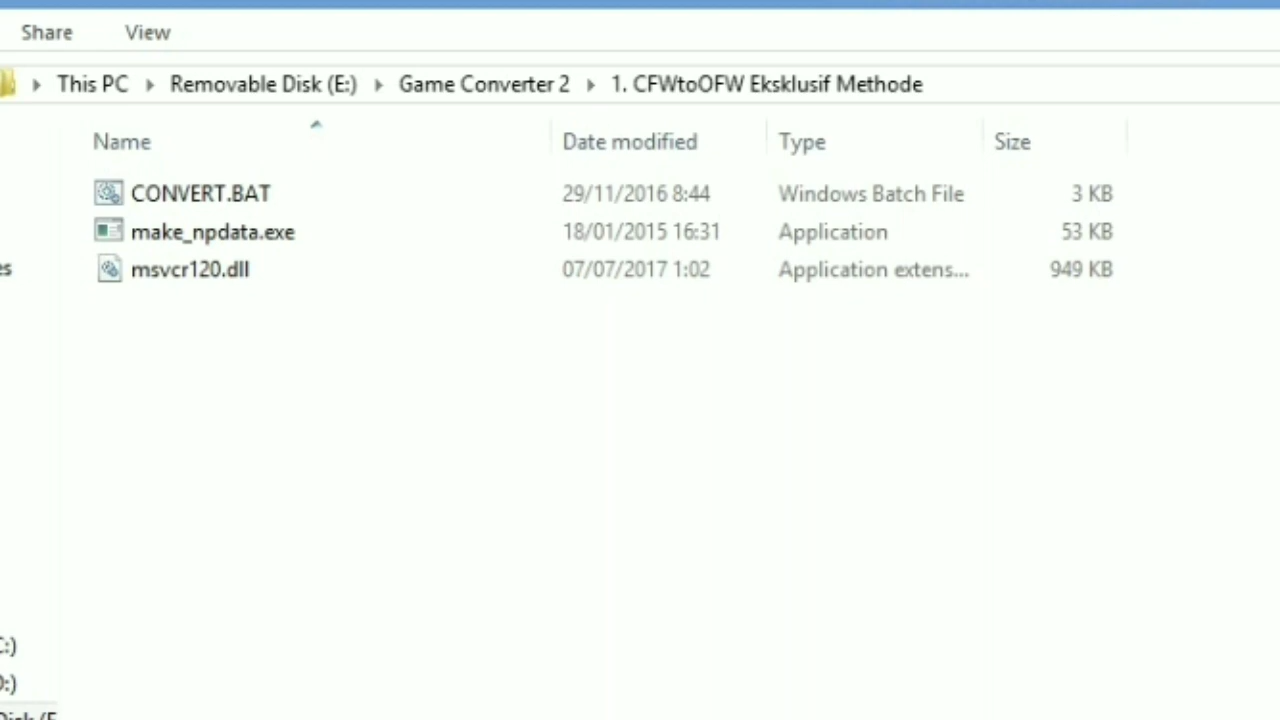 Share View
This PC Removable Disk (E:) Game Converter 2 1. CFWtoOFW Eksklusif Methode
Name Date modified Type Size
CONVERT.BAT 29/11/2016 8:44 Windows Batch File 3 KB
make_npdata.exe 18/01/2015 16:31 Application 53 KB
es
msvcr120.dll 07/07/2017 1:02 Application extens... 949 KB
:)
:)